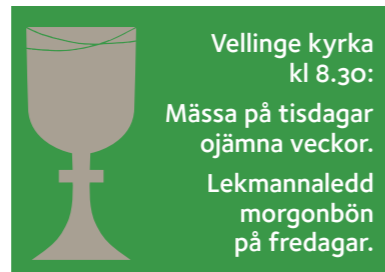 Vellinge kyrka
kl 8.30:
Mässa på tisdagar
ojämna veckor.
Lekmannaledd
morgonbön
på fredagar.